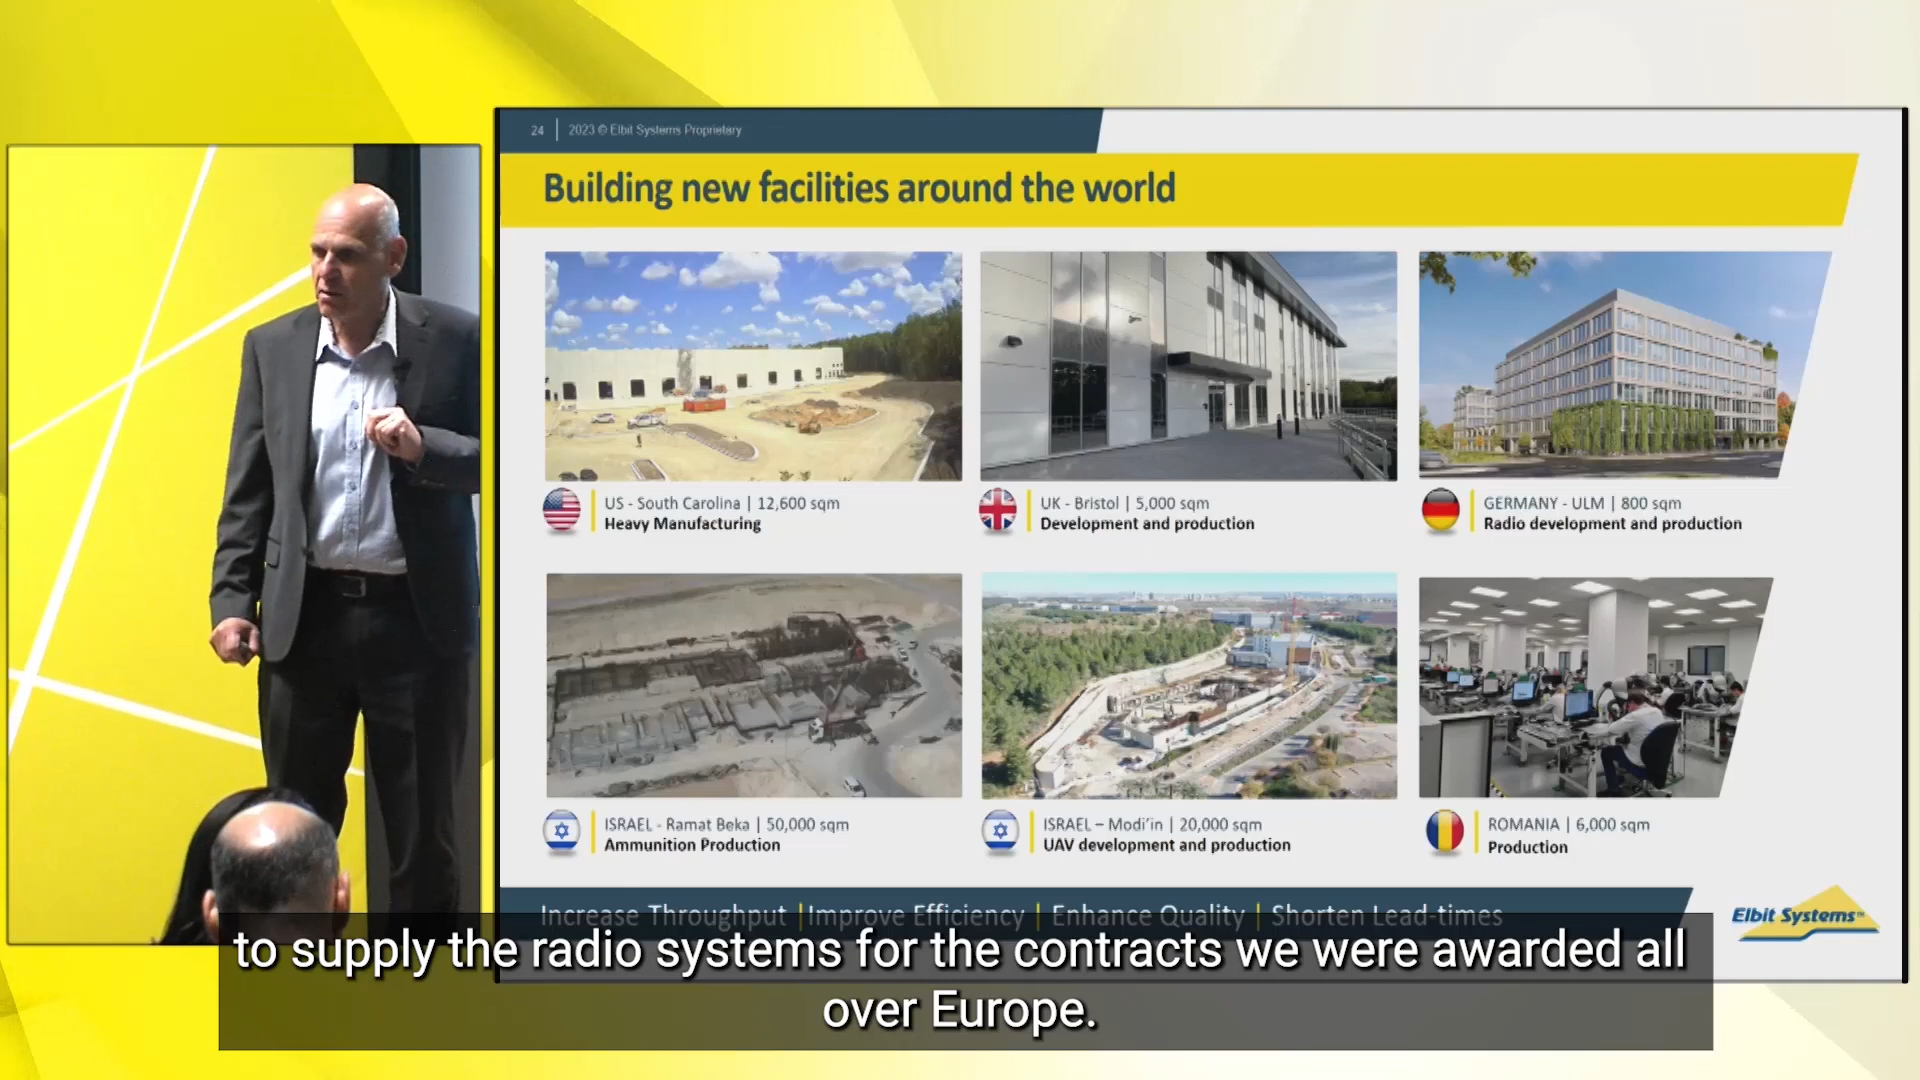 24 | 2023 © Elbit Systems Proprietary
Building new facilities around the world
US - South Carolina | 12,600 sqm
Heavy Manufacturing
UK - Bristol | 5,000 sqm
Development and production
GERMANY - ULM | 800 sqm
Radio development and production
ISRAEL - Ramat Beka | 50,000 sqm
Ammunition Production
ISRAEL – Modi'in | 20,000 sqm
UAV development and production
ROMANIA | 6,000 sqm
Production
Increase Throughput | Improve Efficiency | Enhance Quality | Shorten Lead-times
Elbit Systems™
to supply the radio systems for the contracts we were awarded all
over Europe.